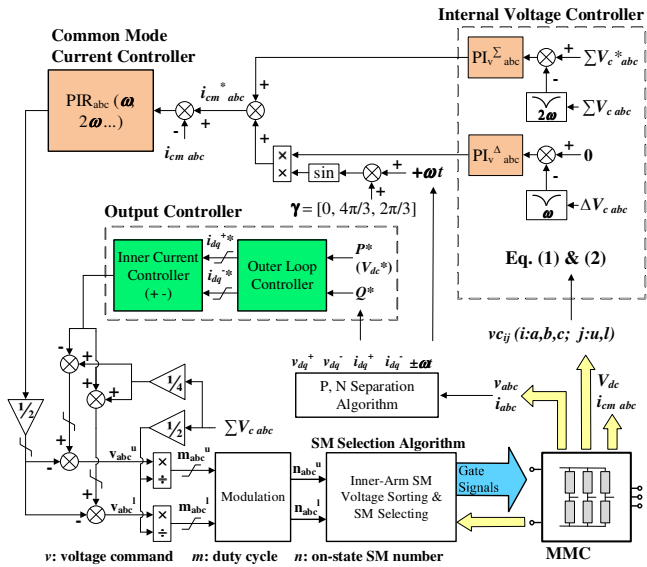 Internal Voltage Controller
Common Mode
Current Controller
PIR_abc (ω,
2ω...)
i_cm*_abc
+
+
+
-
i_cm abc
PI_v^Σ_abc
+
∑V_c*_abc
-
2ω
∑V_c abc
PI_v^Δ_abc
+
0
-
ω
ΔV_c abc
Eq. (1) & (2)
×
×
sin
+
+ωt
+
γ = [0, 4π/3, 2π/3]
Output Controller
Inner Current
Controller
(+ -)
i_dq^+*
i_dq^-*
Outer Loop
Controller
P*
(V_dc*)
Q*
v_dq^+ v_dq^- i_dq^+ i_dq^- ±ωt
P, N Separation
Algorithm
vc_ij (i:a,b,c; j:u,l)
v_abc
i_abc
V_dc
i_cm abc
-
+
+
+
1/4
1/2
∑V_c abc
1/2
-
-
v_abc^u
×
÷
m_abc^u
v_abc^l
×
÷
m_abc^l
Modulation
n_abc^u
n_abc^l
SM Selection Algorithm
Inner-Arm SM
Voltage Sorting &
SM Selecting
Gate
Signals
MMC
v: voltage command m: duty cycle n: on-state SM number